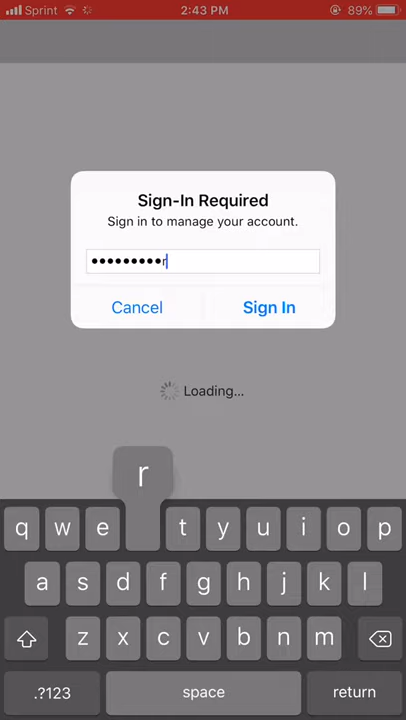 Sprint 2:43 PM 89%
Sign-In Required
Sign in to manage your account.
•••••••••r
Cancel Sign In
Loading...
r
q w e t y u i o p
a s d f g h j k l
z x c v b n m
.?123 space return